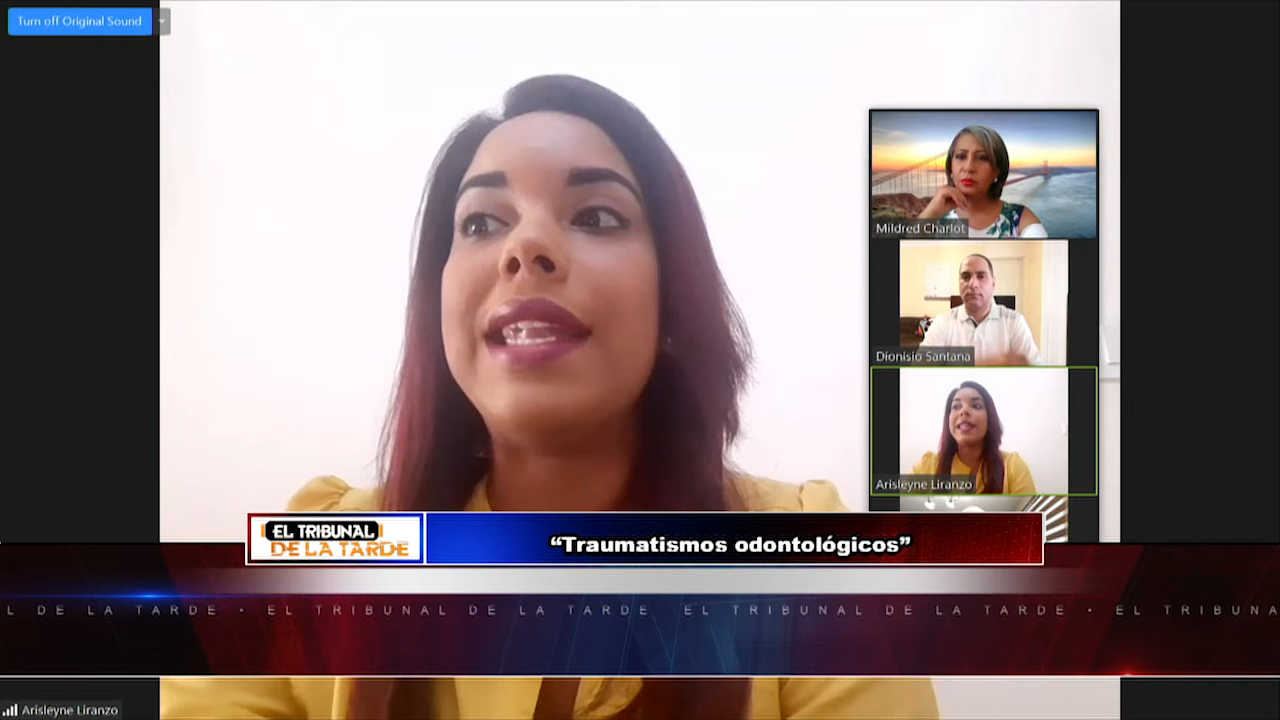 Turn off Original Sound
Mildred Charlot
Dionisio Santana
Arisleyne Liranzo
EL TRIBUNAL
DE LA TARDE
“Traumatismos odontológicos”
L DE LA TARDE • EL TRIBUNAL DE LA TARDE EL TRIBUNAL DE LA TARDE • EL TRIBUNA
Arisleyne Liranzo